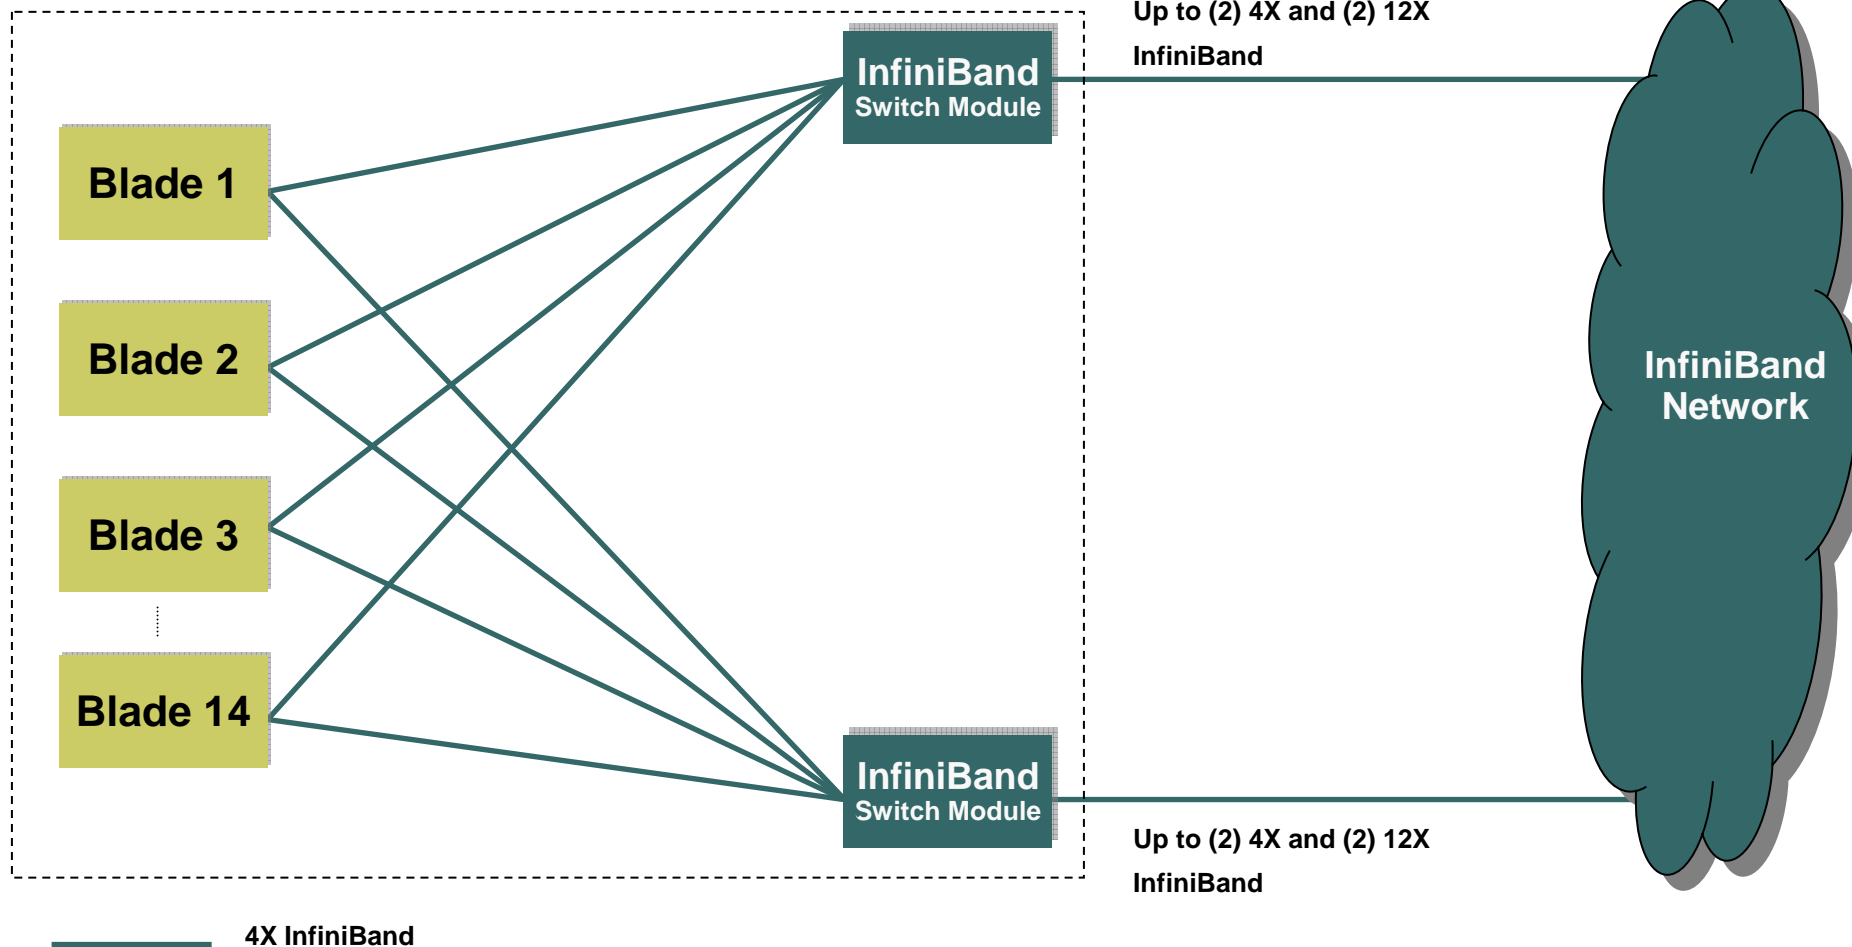 Up to (2) 4X and (2) 12X
InfiniBand
InfiniBand
Switch Module
Blade 1
Blade 2
InfiniBand
Network
Blade 3
Blade 14
InfiniBand
Switch Module
Up to (2) 4X and (2) 12X
InfiniBand
4X InfiniBand